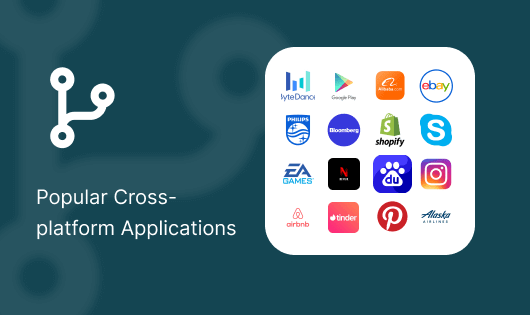 Popular Cross-
platform Applications
lyteDance
Google Play
Alibaba.com
ebay
PHILIPS
Bloomberg
shopify
S
EA
GAMES
N
du
airbnb
tinder
Alaska
AIRLINES